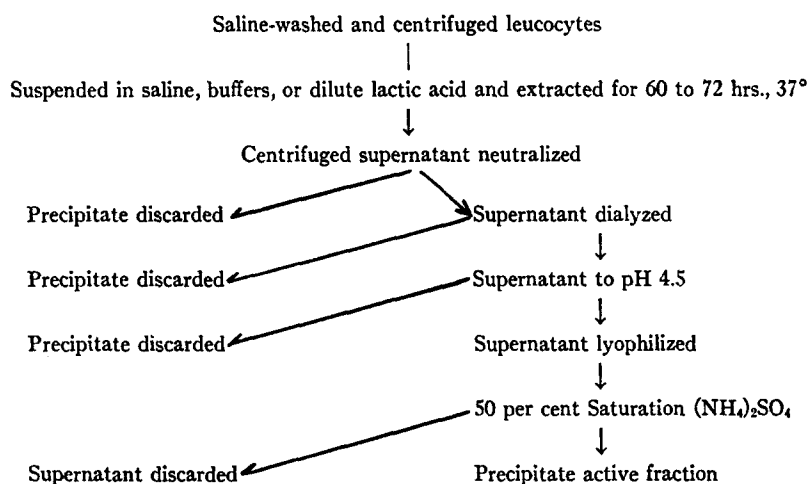 Saline-washed and centrifuged leucocytes
Suspended in saline, buffers, or dilute lactic acid and extracted for 60 to 72 hrs., 37°
Centrifuged supernatant neutralized
Precipitate discarded
Supernatant dialyzed
Precipitate discarded
Supernatant to pH 4.5
Precipitate discarded
Supernatant lyophilized
50 per cent Saturation (NH₄)₂SO₄
Supernatant discarded
Precipitate active fraction